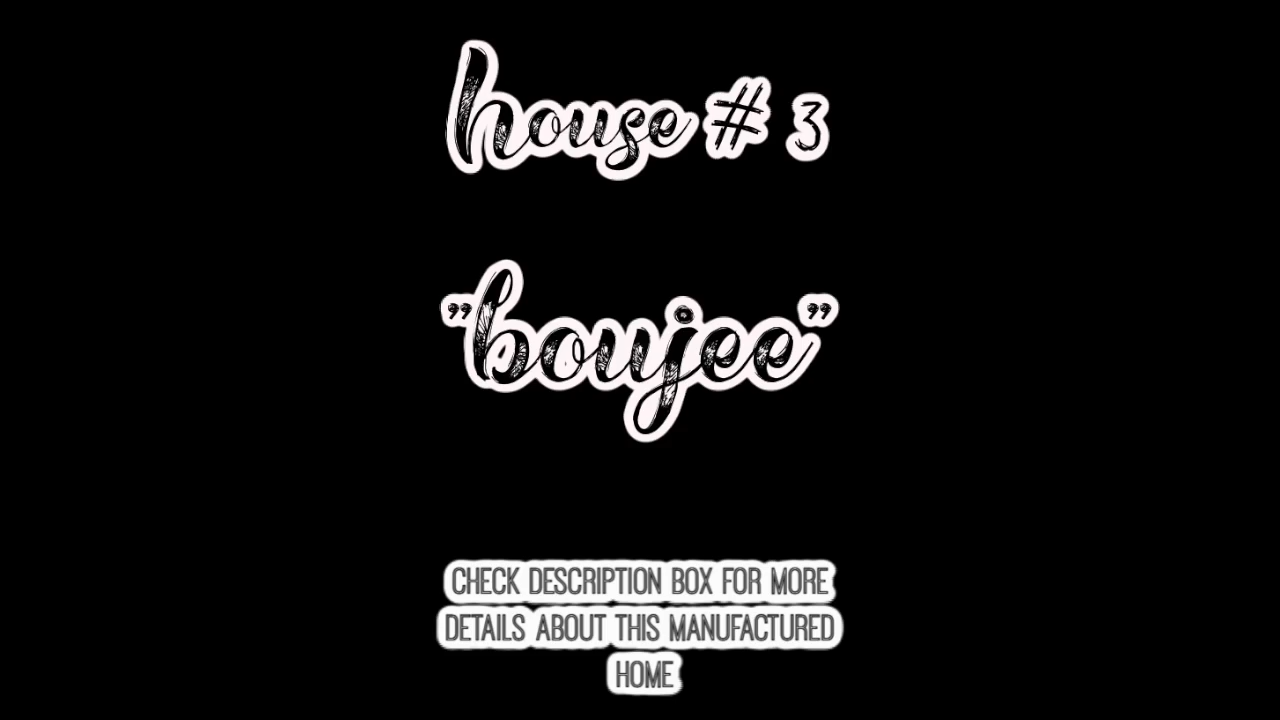 house # 3
"boujee"
CHECK DESCRIPTION BOX FOR MORE
DETAILS ABOUT THIS MANUFACTURED
HOME